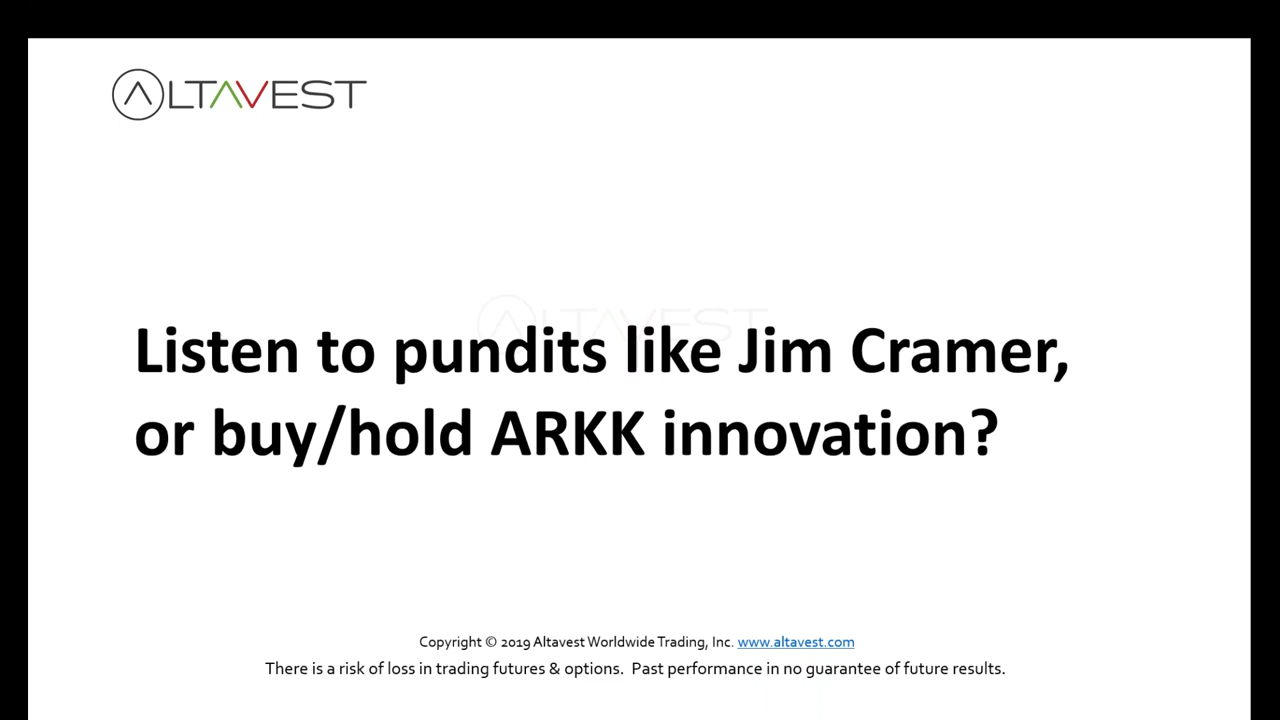 ALTAVEST
ALTAVEST
Listen to pundits like Jim Cramer,
or buy/hold ARKK innovation?
Copyright © 2019 Altavest Worldwide Trading, Inc. www.altavest.com
There is a risk of loss in trading futures & options.  Past performance in no guarantee of future results.